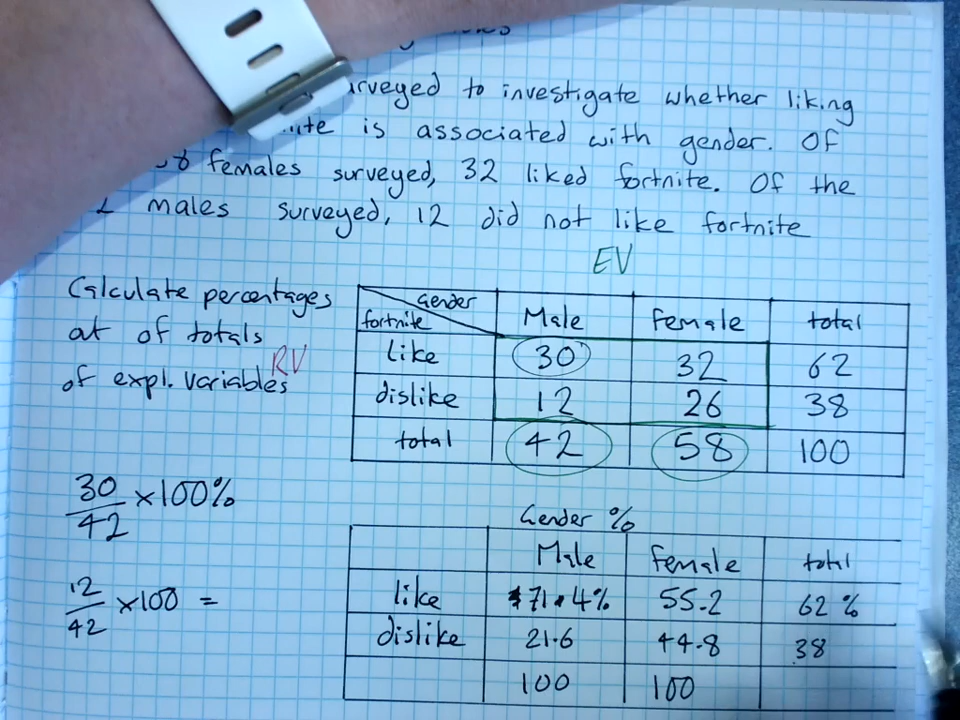 surveyed to investigate whether liking
is associated with gender. Of
females surveyed, 32 liked fortnite. Of the
males surveyed, 12 did not like fortnite
EV
Calculate percentages
out of totals
RV
of expl. variables
Gender
fortnite Male Female total
like 30 32 62
dislike 12 26 38
total 42 58 100
30/42 ×100%
12/42 ×100 =
Gender %
Male Female total
like 71.4% 55.2 62%
dislike 21.6 44.8 38
100 100